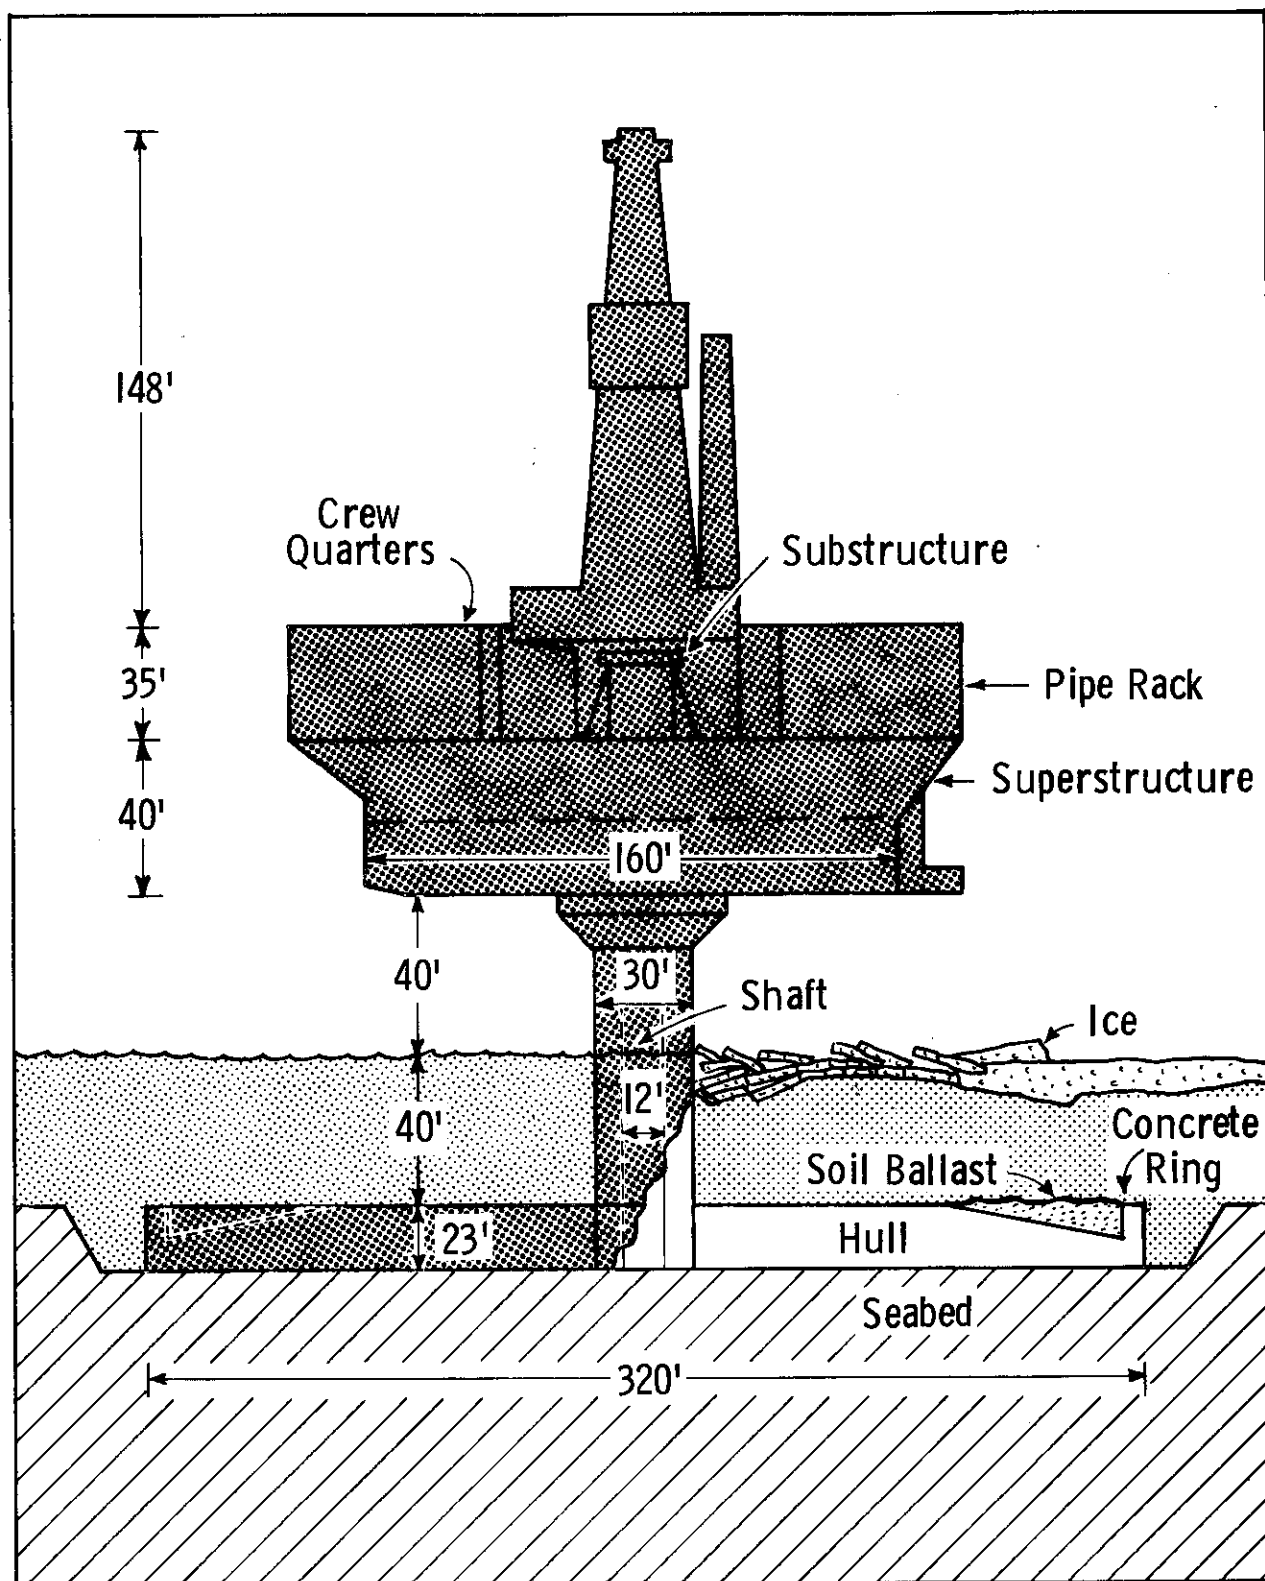 148'
Crew
Quarters
Substructure
35'
Pipe Rack
Superstructure
40'
160'
40'
30'
Shaft
Ice
12'
40'
Concrete
Ring
Soil Ballast
23'
Hull
Seabed
320'